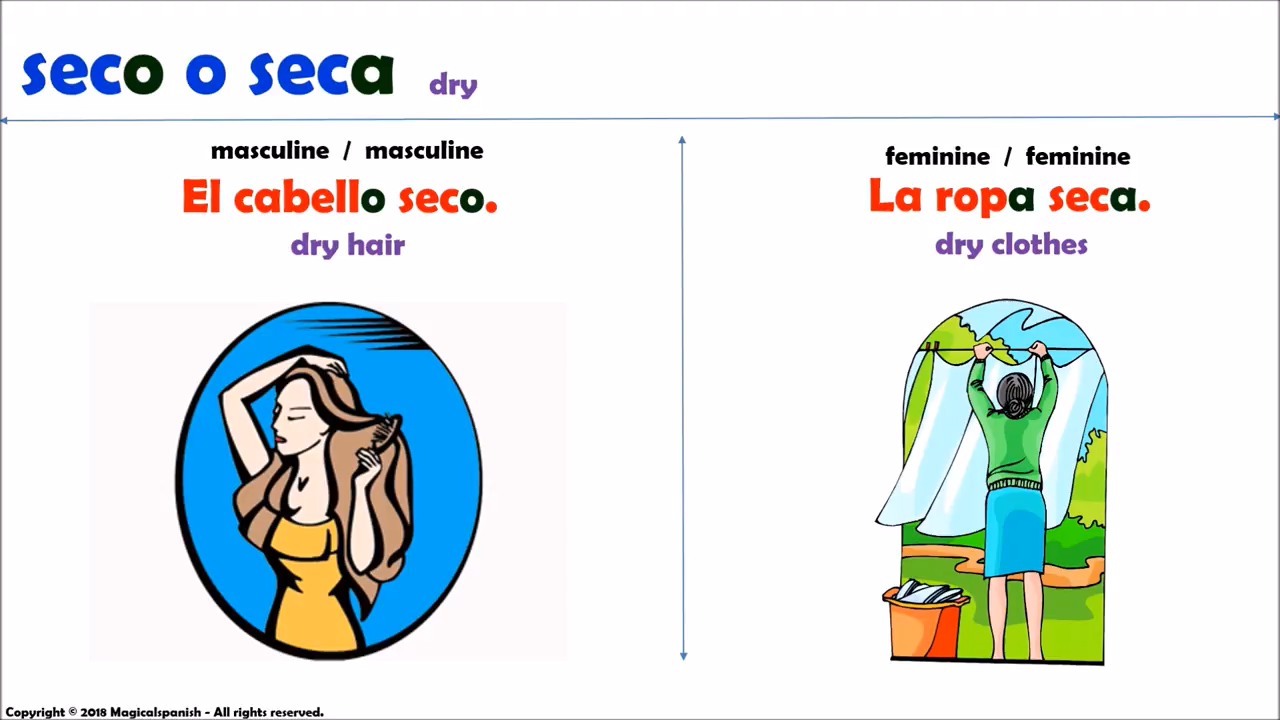 seco o seca dry
masculine / masculine
El cabello seco.
dry hair
feminine / feminine
La ropa seca.
dry clothes
Copyright © 2018 Magicalspanish - All rights reserved.